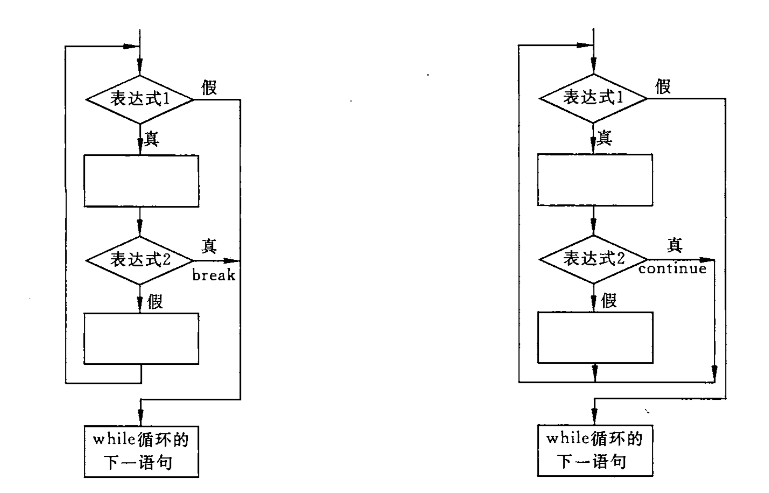 表达式1
假
真
表达式2
真
break
假
while循环的
下一语句
表达式1
假
真
表达式2
真
continue
假
while循环的
下一语句